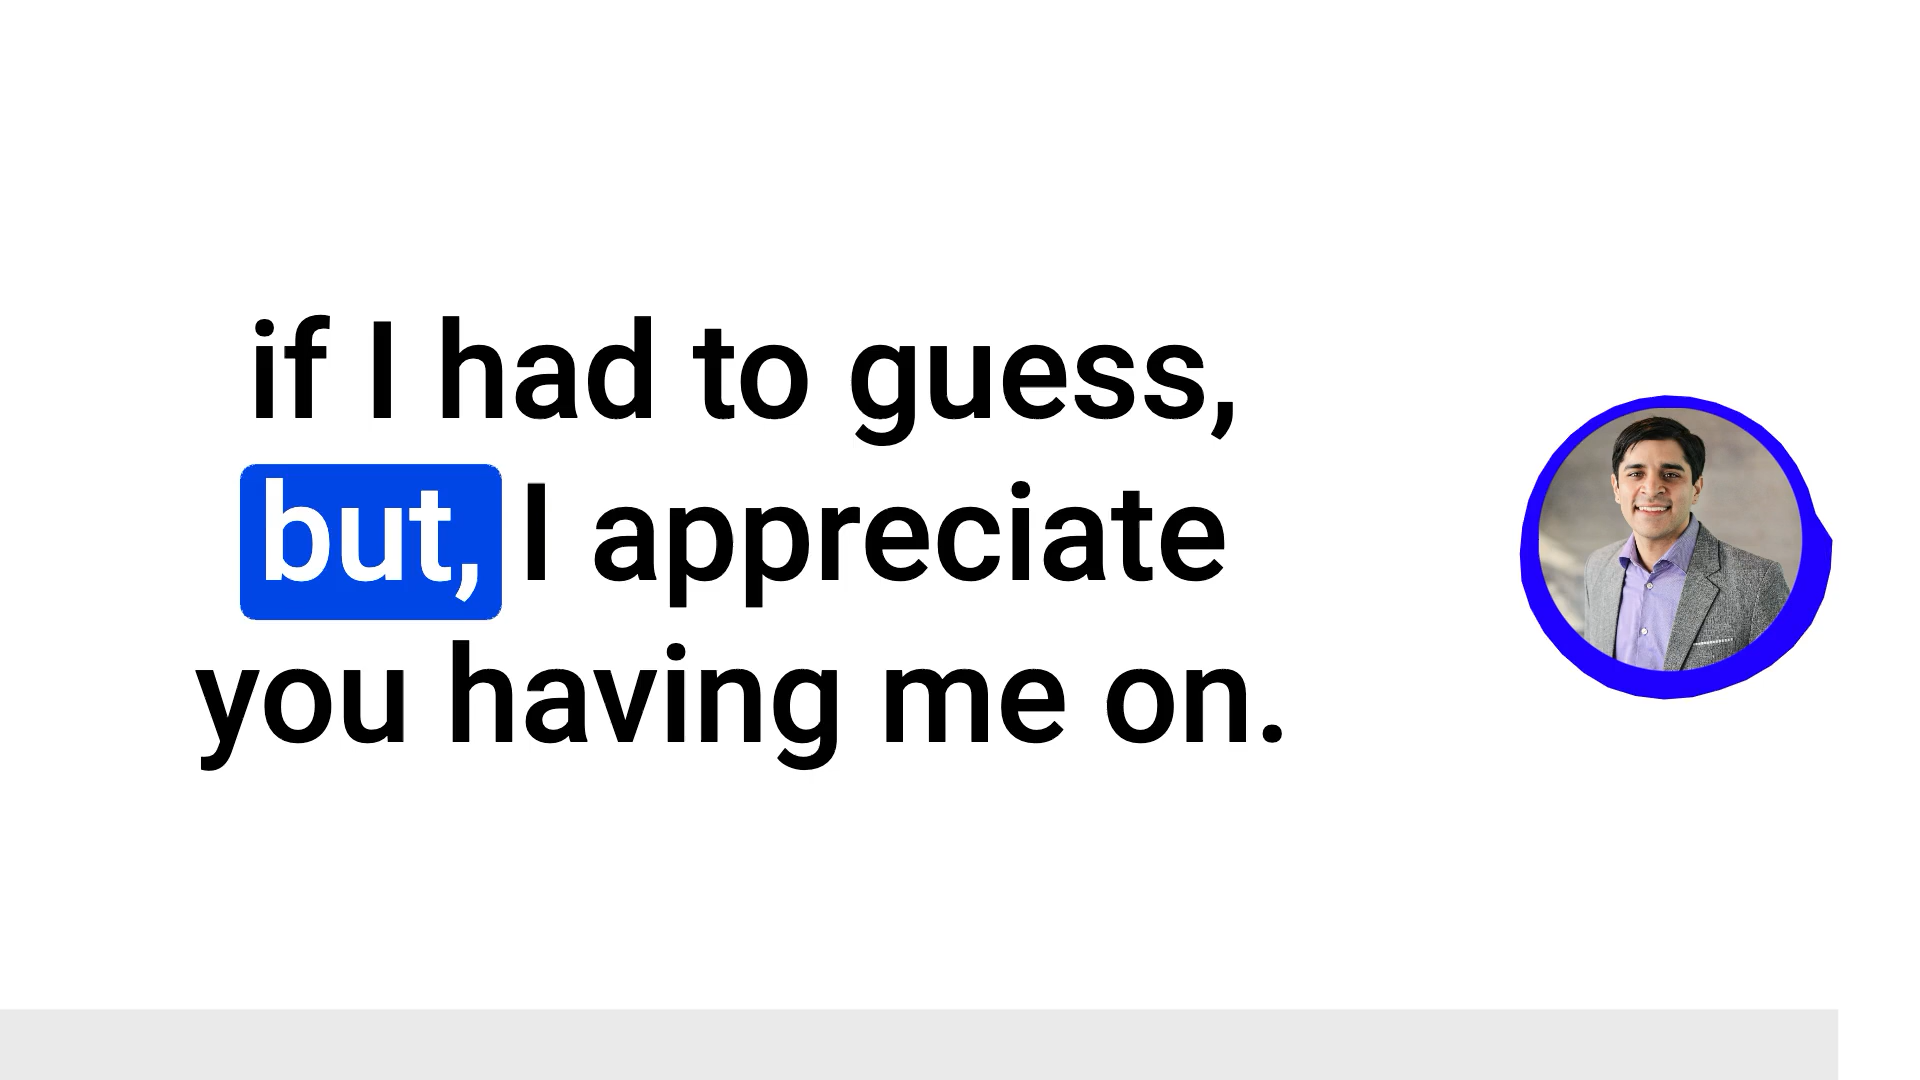 if I had to guess,
but, I appreciate
you having me on.